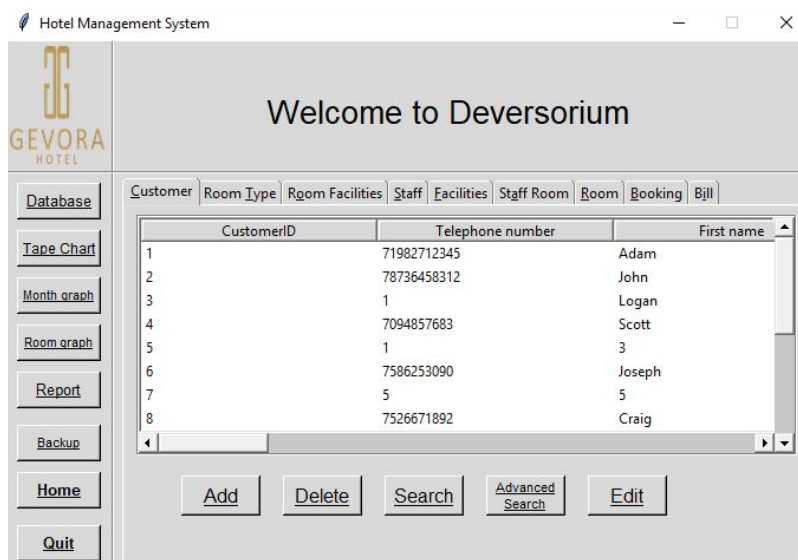 Hotel Management System
GEVORA
HOTEL
Welcome to Deversorium
Database
Tape Chart
Month graph
Room graph
Report
Backup
Home
Quit
Customer Room Type Room Facilities Staff Facilities Staff Room Room Booking Bill
CustomerID Telephone number First name
1 71982712345 Adam
2 78736458312 John
3 1 Logan
4 7094857683 Scott
5 1 3
6 7586253090 Joseph
7 5 5
8 7526671892 Craig
Add Delete Search Advanced Search Edit